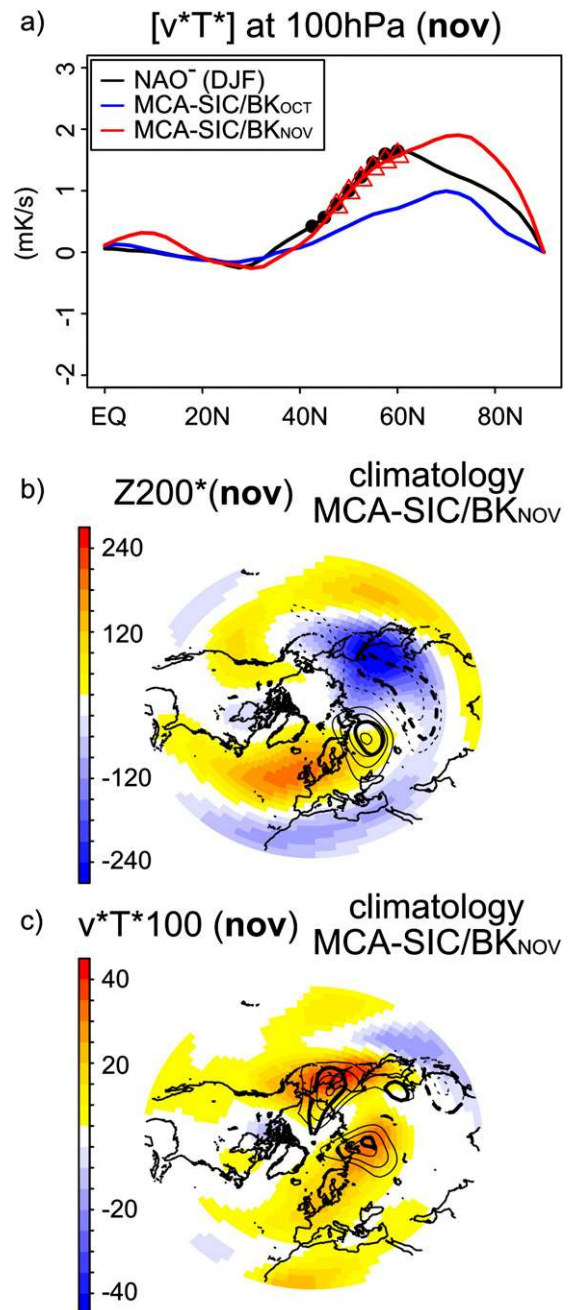 a) [v*T*] at 100hPa (nov)
NAO⁻ (DJF)
MCA-SIC/BKOCT
MCA-SIC/BKNOV
(mK/s)
3
2
1
0
-1
-2
EQ 20N 40N 60N 80N
b) Z200*(nov) climatology
MCA-SIC/BKNOV
240
120
-120
-240
c) v*T*100 (nov) climatology
MCA-SIC/BKNOV
40
20
-20
-40